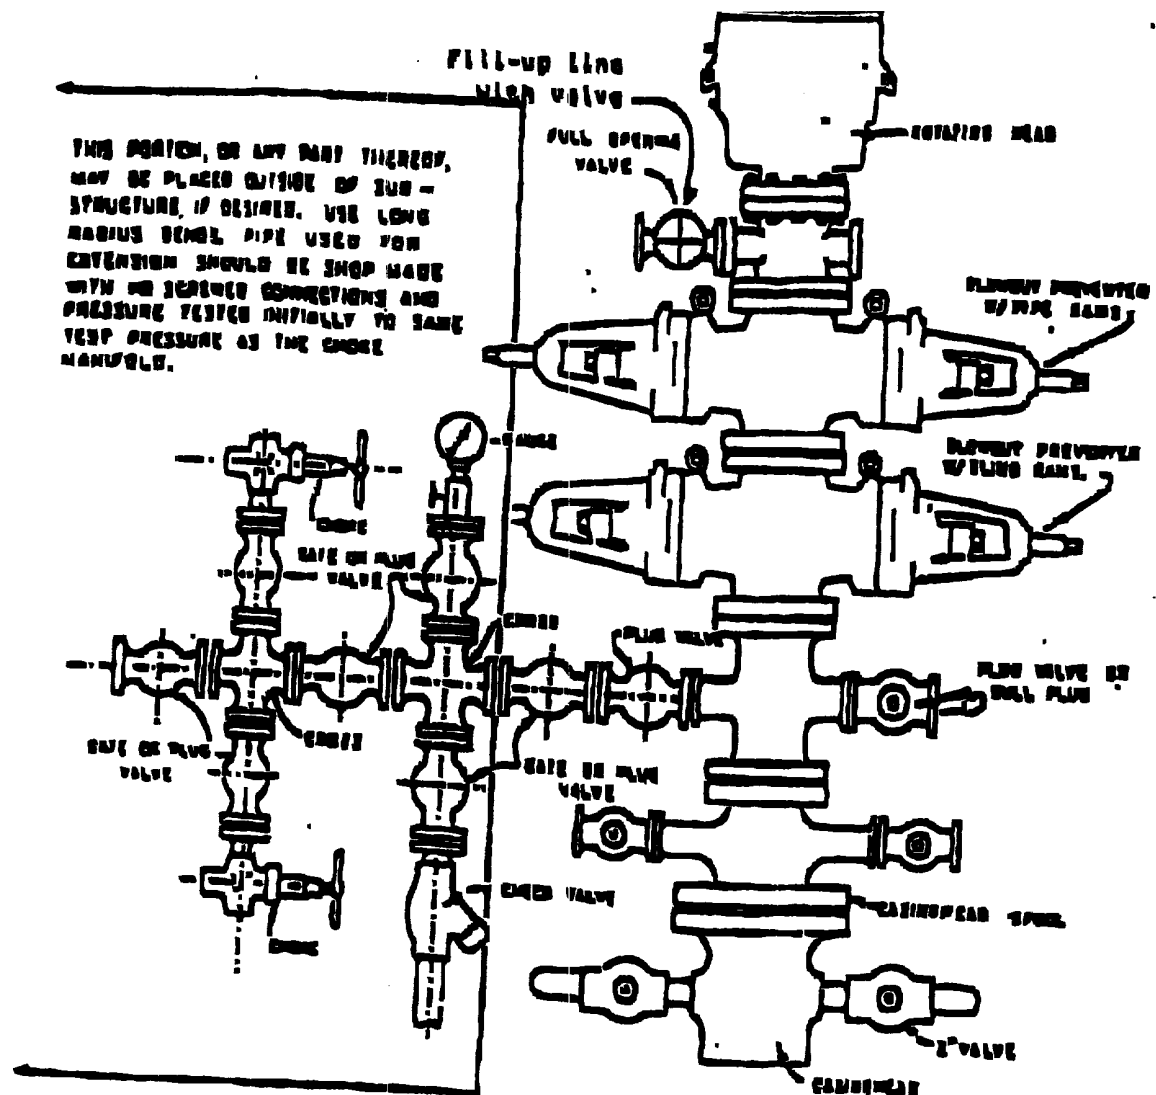 Fill-up line
with valve
FULL OPENING
VALVE
ROTATING HEAD
THIS PORTION, OR ANY PART THEREOF,
MAY BE PLACED OUTSIDE OF SUB-
STRUCTURE, IF DESIRED. USE LONG
RADIUS BENDS. PIPE USED FOR
EXTENSION SHOULD BE SHOP MADE
WITH NO SCREWED CONNECTIONS AND
PRESSURE TESTED INITIALLY TO SAME
TEST PRESSURE AS THE CHOKE
MANIFOLD.
BLOWOUT PREVENTER
W/PIPE RAMS.
GAUGE
BLOWOUT PREVENTER
W/BLIND RAMS.
CHOKE
GATE OR PLUG
VALVE
CROSS
PLUG VALVE
PLUG VALVE OR
BULL PLUG
GATE OR PLUG
VALVE
CROSS
GATE OR PLUG
VALVE
CHECK VALVE
CASINGHEAD SPOOL
CHOKE
2" VALVE
CASINGHEAD